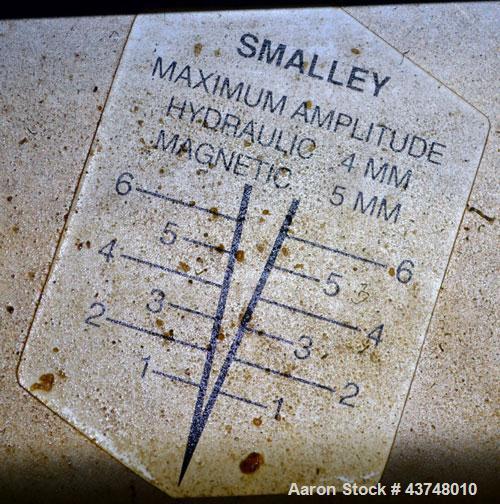 SMALLEY
MAXIMUM AMPLITUDE
HYDRAULIC 4 MM
MAGNETIC 5 MM
6 6
5 5
4 4
3 3
2 2
1 1
Aaron Stock # 43748010